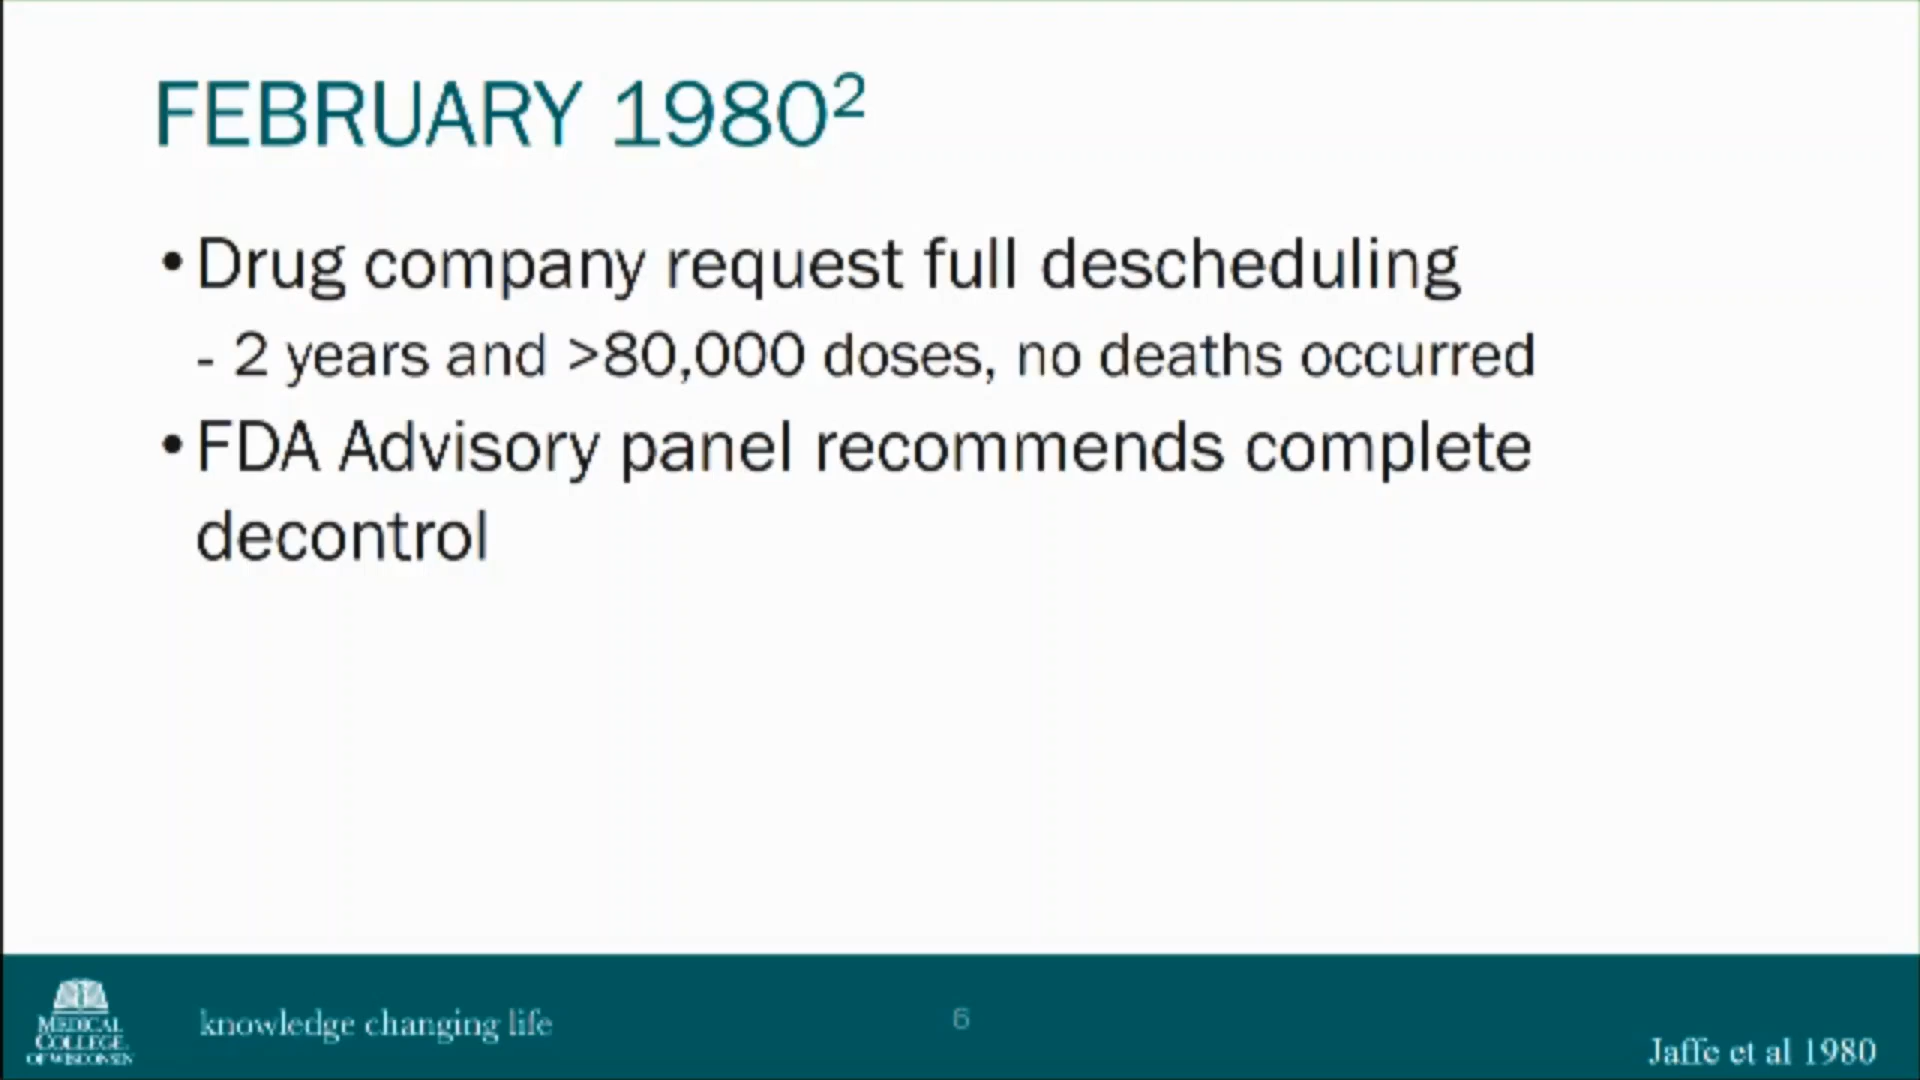 FEBRUARY 1980²
• Drug company request full descheduling
- 2 years and >80,000 doses, no deaths occurred
• FDA Advisory panel recommends complete
decontrol
MEDICAL
COLLEGE
OF WISCONSIN
knowledge changing life
6
Jaffe et al 1980